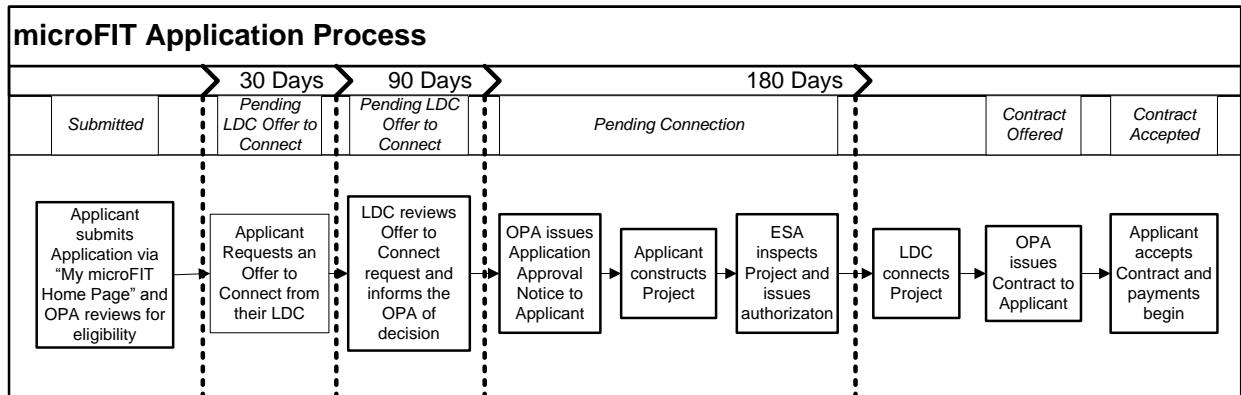 microFIT Application Process
30 Days
90 Days
180 Days
Submitted
Pending
LDC Offer to
Connect
Pending LDC
Offer to
Connect
Pending Connection
Contract
Offered
Contract
Accepted
Applicant
submits
Application via
“My microFIT
Home Page” and
OPA reviews for
eligibility
Applicant
Requests an
Offer to
Connect from
their LDC
LDC reviews
Offer to
Connect
request and
informs the
OPA of
decision
OPA issues
Application
Approval
Notice to
Applicant
Applicant
constructs
Project
ESA
inspects
Project and
issues
authorizaton
LDC
connects
Project
OPA
issues
Contract to
Applicant
Applicant
accepts
Contract and
payments
begin